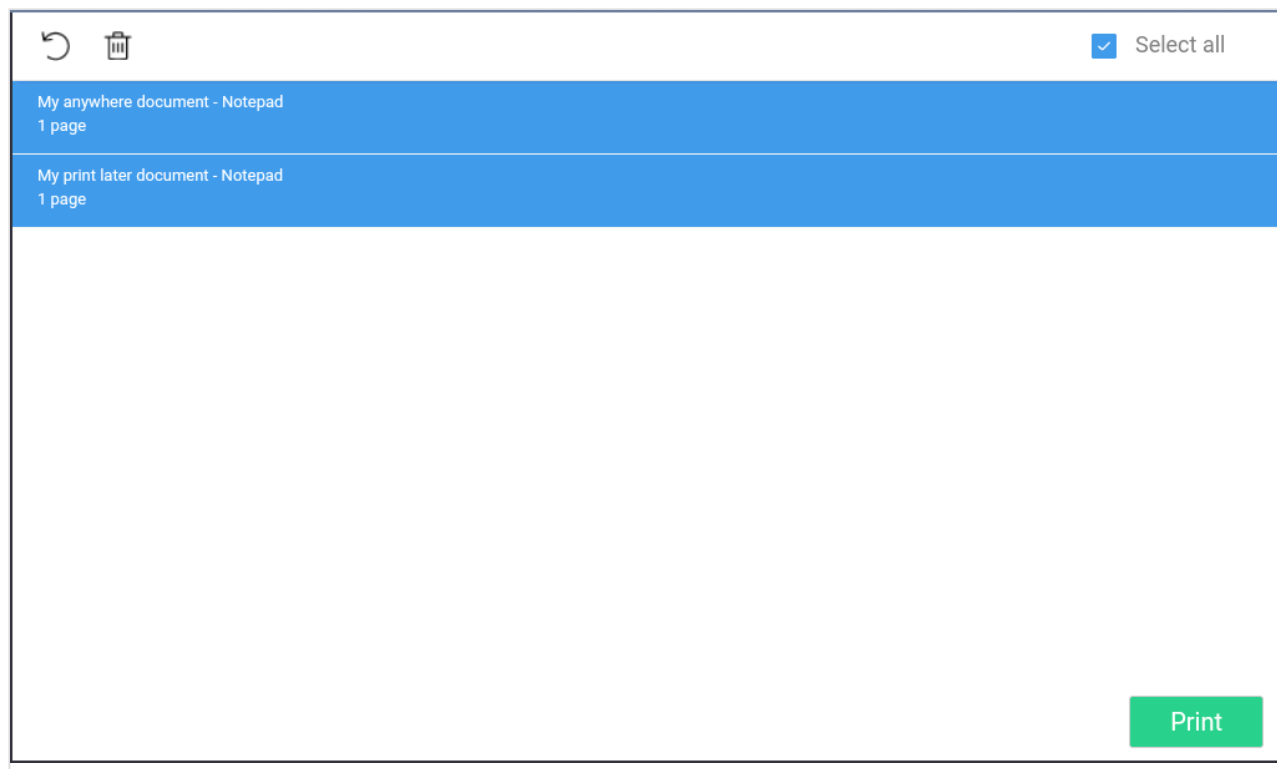 Select all
My anywhere document - Notepad
1 page
My print later document - Notepad
1 page
Print